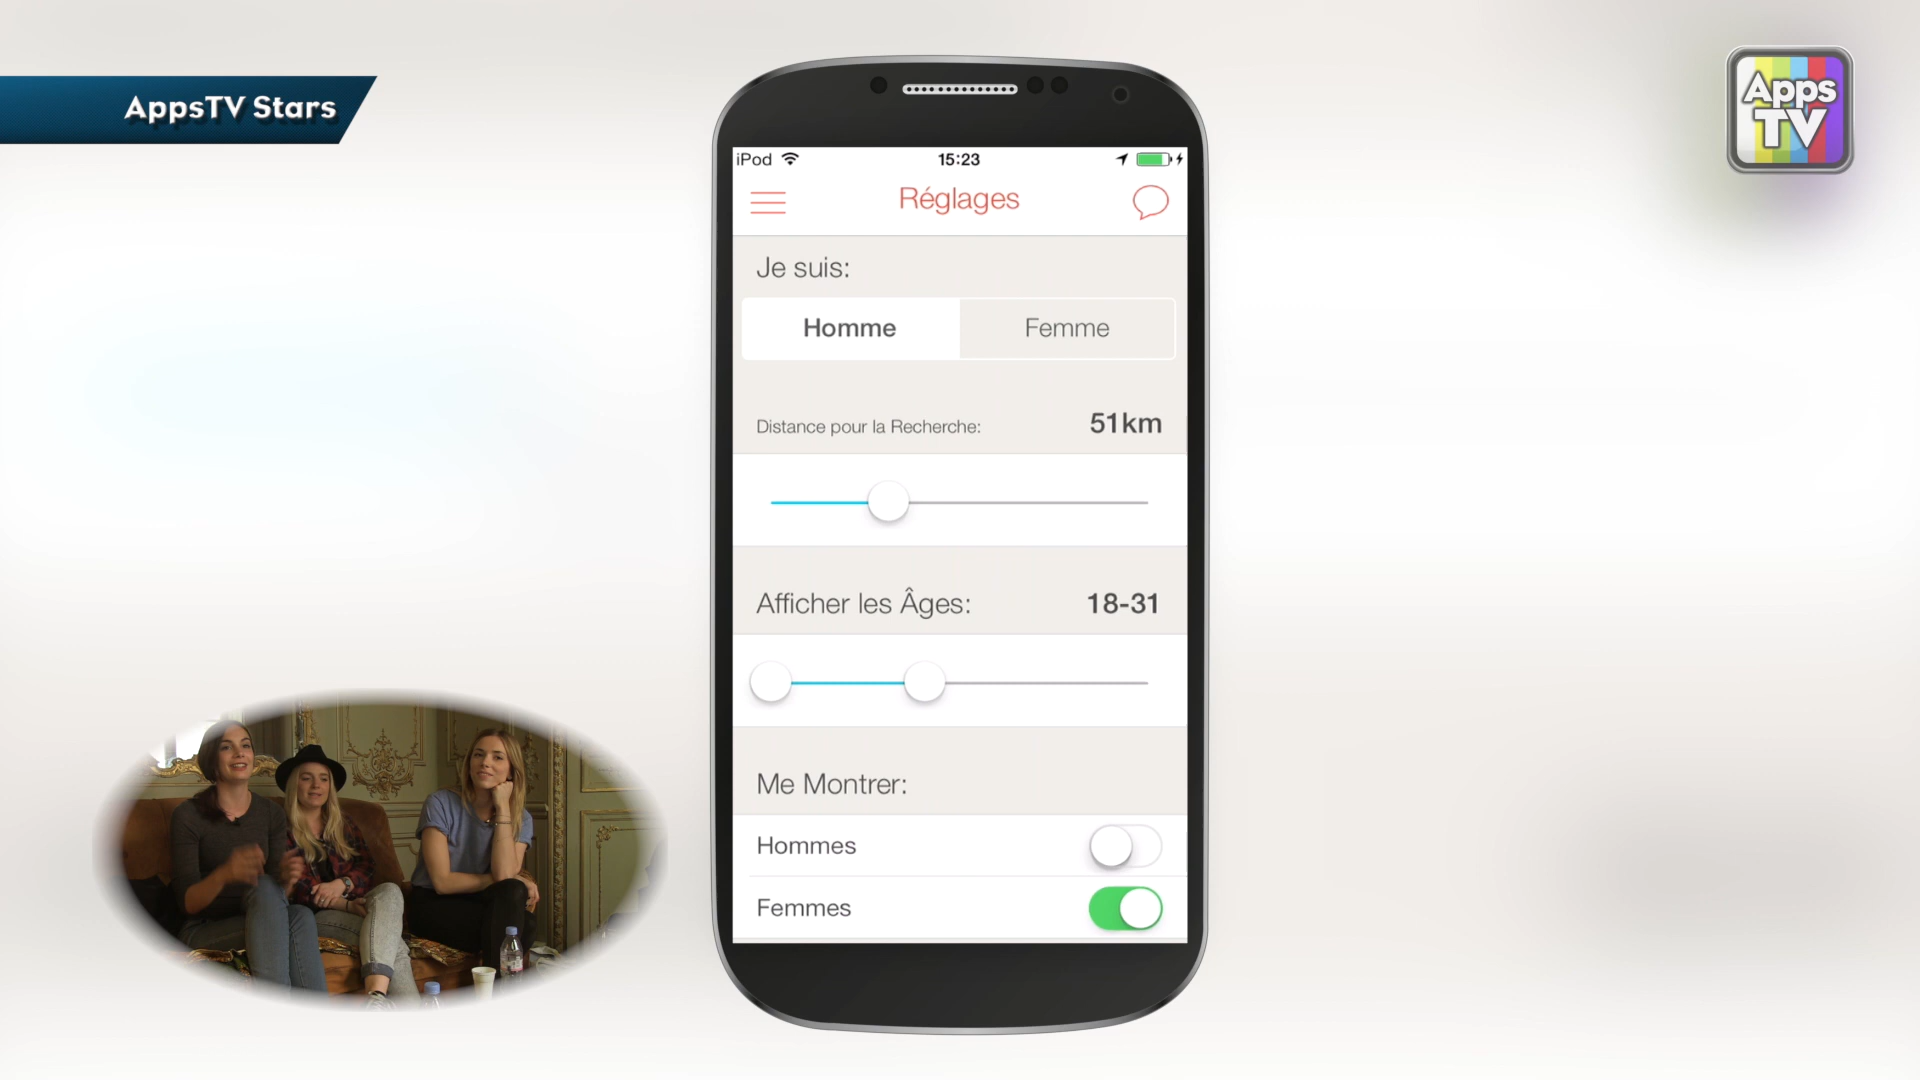 AppsTV Stars
Apps
TV
iPod
15:23
Réglages
Je suis:
Homme
Femme
Distance pour la Recherche:
51km
Afficher les Âges:
18-31
Me Montrer:
Hommes
Femmes